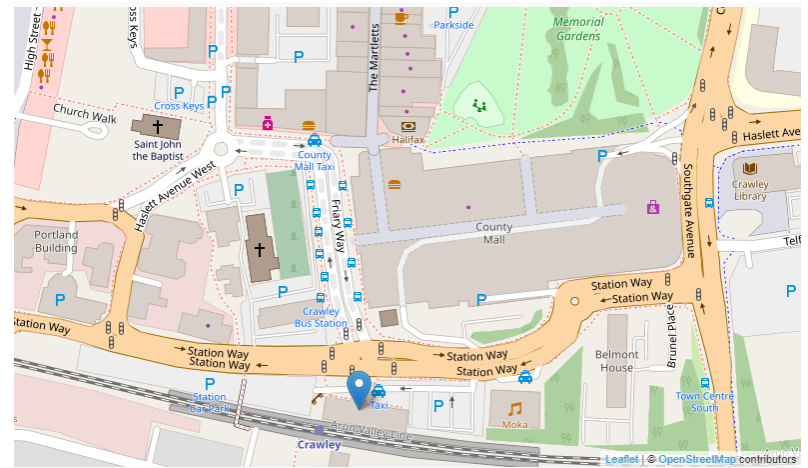 High Street
Cross Keys
Church Walk
Cross Keys
Saint John
the Baptist
The Martletts
Parkside
Memorial
Gardens
Halifax
County
Mall Taxi
Haslett Ave
Crawley
Library
Haslett Avenue West
Friary Way
County
Mall
Southgate Avenue
Telf
Portland
Building
Crawley
Bus Station
Station Way
Station Way
Station Way
Station Way
Station Way
Station Way
Station Way
Brunel Place
Belmont
House
Station
Car Park
Taxi
Moka
Town Centre
South
Arun Valley Line
Crawley
Leaflet | © OpenStreetMap contributors